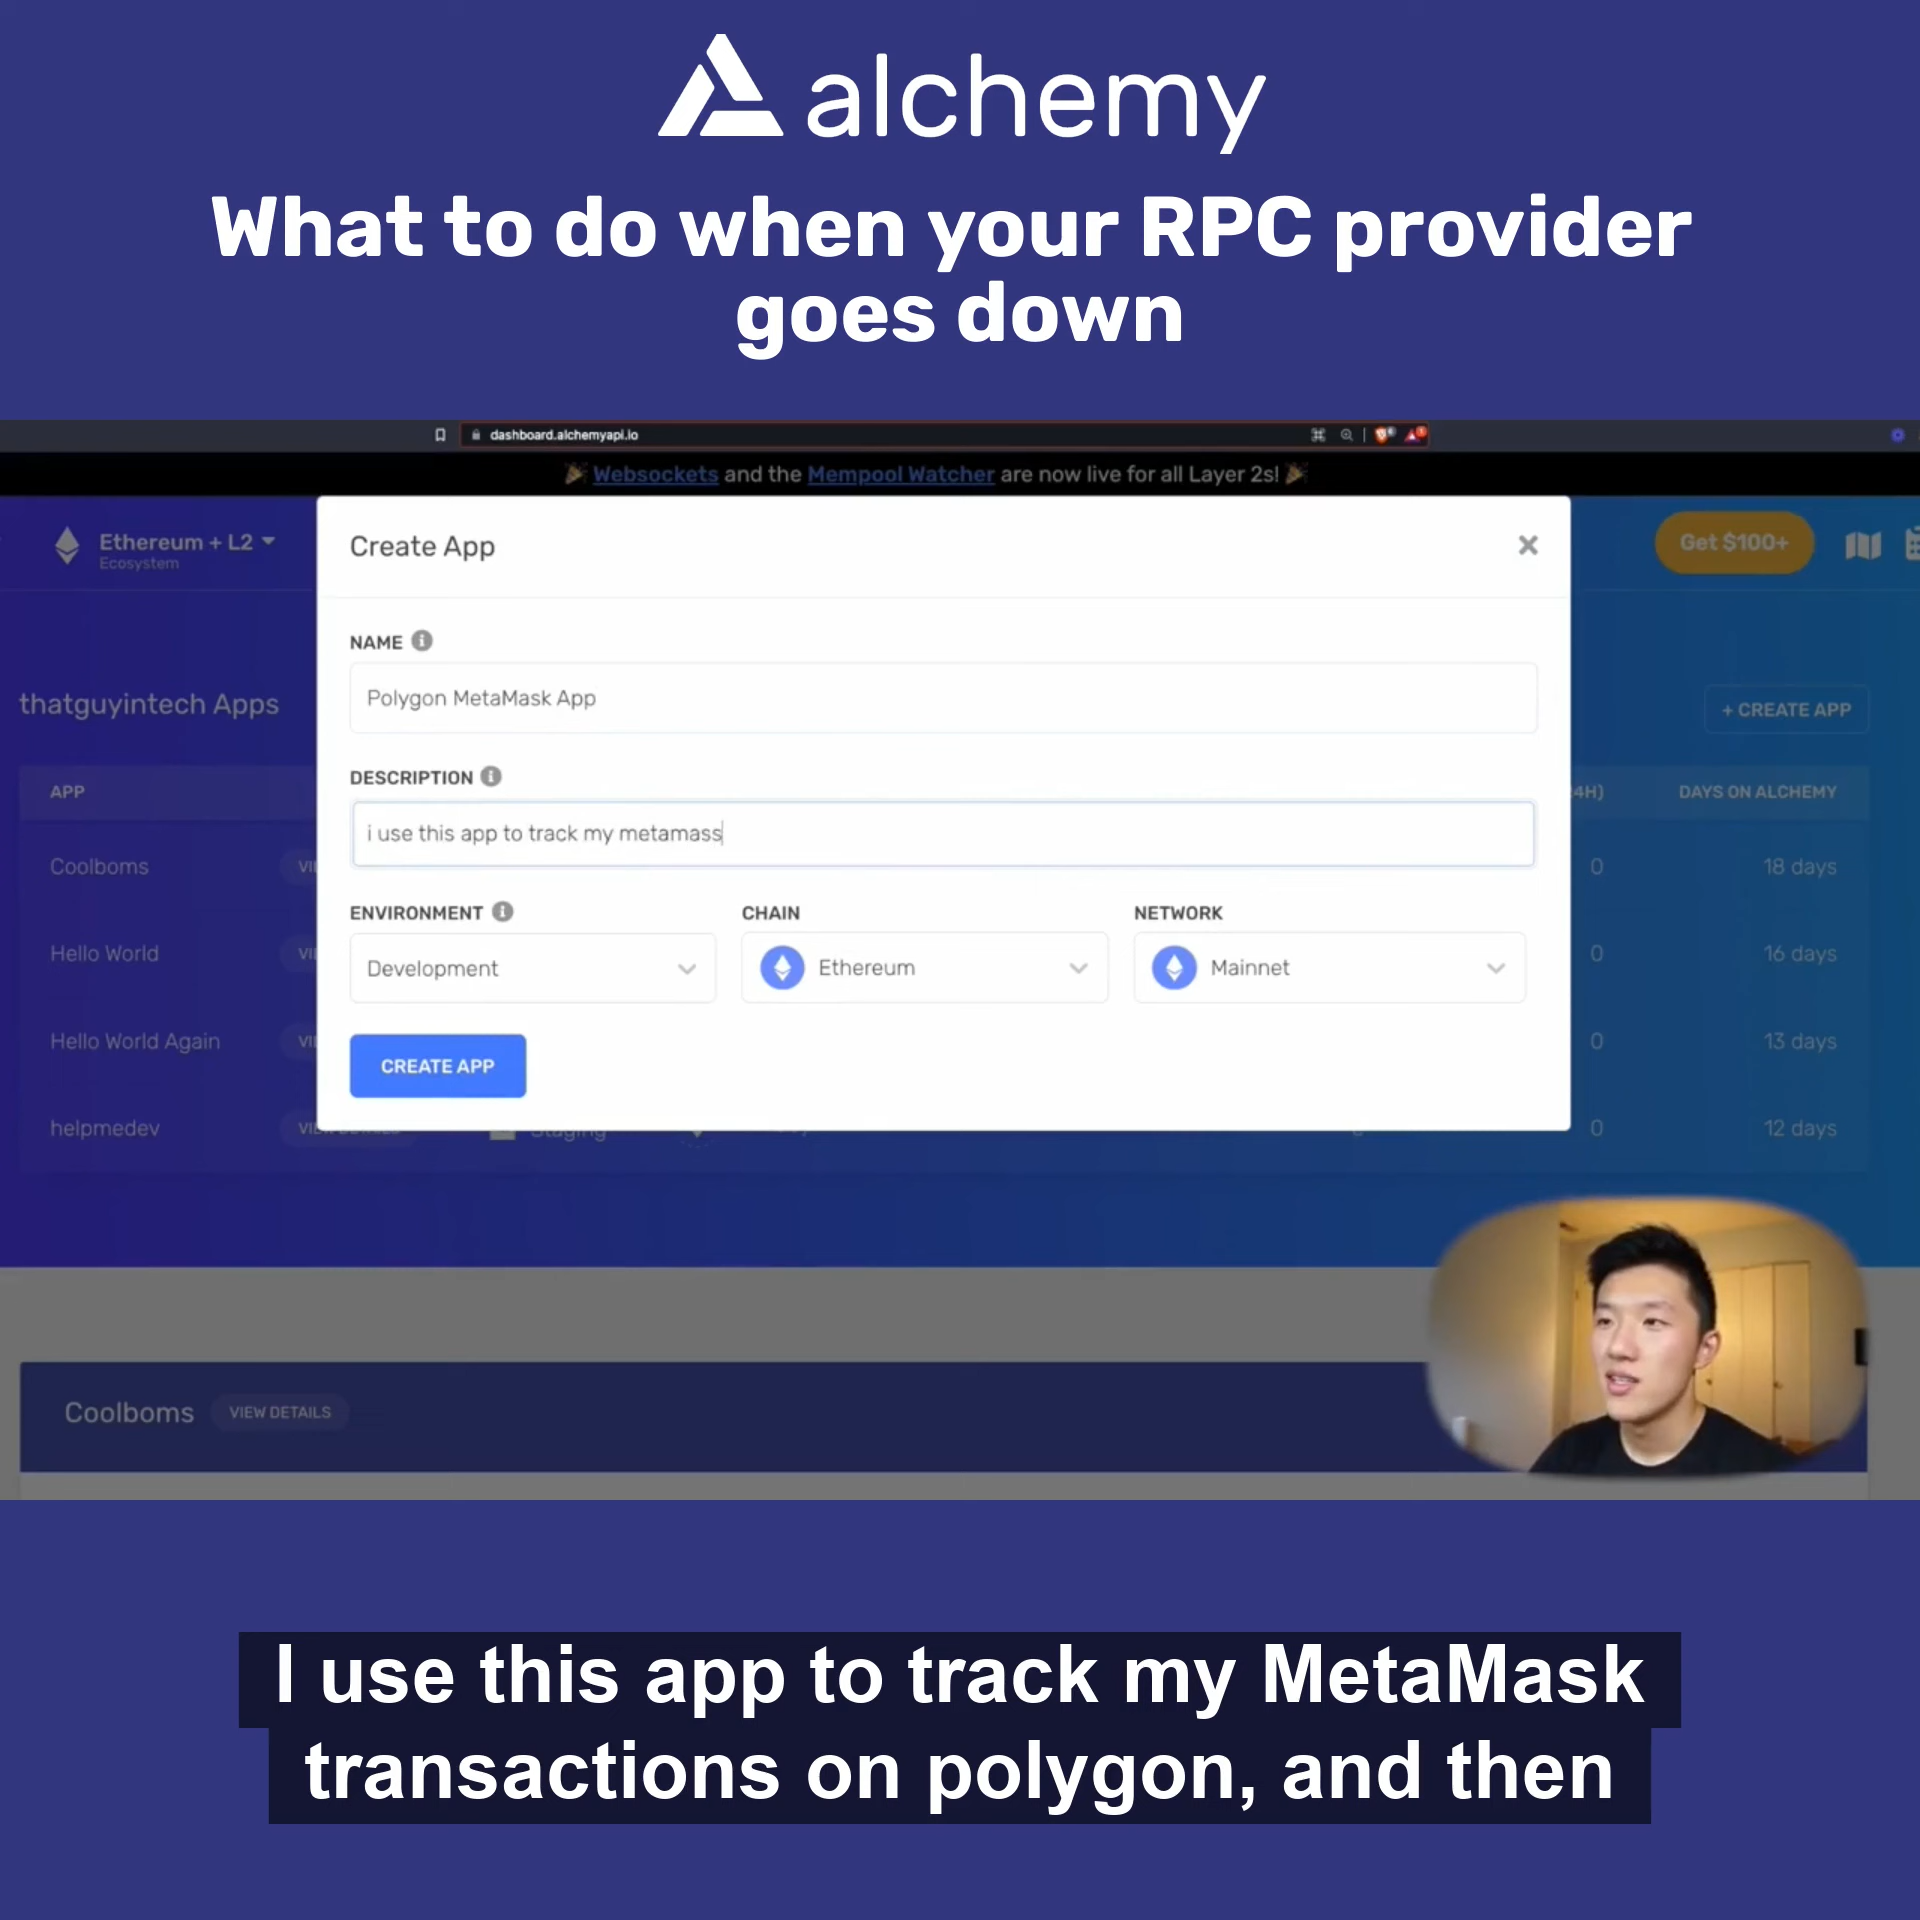 alchemy
What to do when your RPC provider
goes down
dashboard.alchemyapi.io
Websockets and the Mempool Watcher are now live for all Layer 2s!
Ethereum + L2
Ecosystem
Get $100+
Create App
NAME
Polygon MetaMask App
thatguyintech Apps
+ CREATE APP
DESCRIPTION
i use this app to track my metamass
APP
4H)
DAYS ON ALCHEMY
Coolboms
0
18 days
ENVIRONMENT
CHAIN
NETWORK
Development
Ethereum
Mainnet
Hello World
0
16 days
Hello World Again
0
13 days
CREATE APP
helpmedev
Staging
0
12 days
Coolboms
VIEW DETAILS
I use this app to track my MetaMask
transactions on polygon, and then